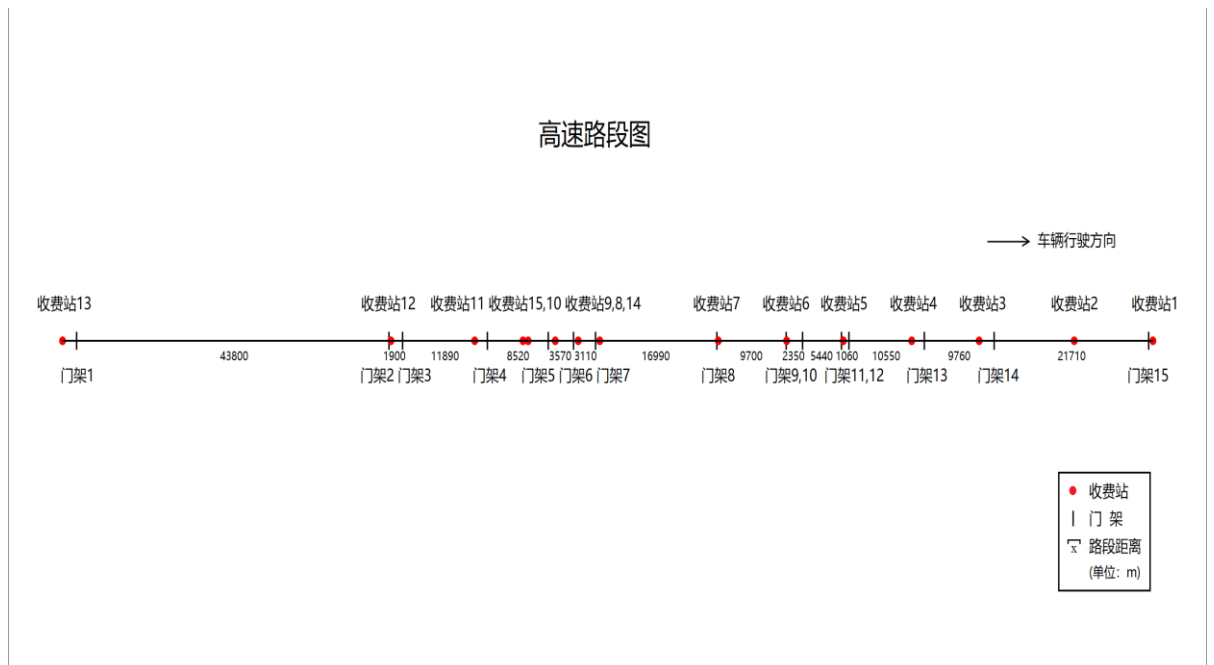 高速路段图
车辆行驶方向
收费站13 收费站12 收费站11 收费站15,10 收费站9,8,14 收费站7 收费站6 收费站5 收费站4 收费站3 收费站2 收费站1
43800 1900 11890 8520 3570 3110 16990 9700 2350 5440 1060 10550 9760 21710
门架1 门架2 门架3 门架4 门架5 门架6 门架7 门架8 门架9,10 门架11,12 门架13 门架14 门架15
收费站
门 架
x 路段距离
(单位：m)